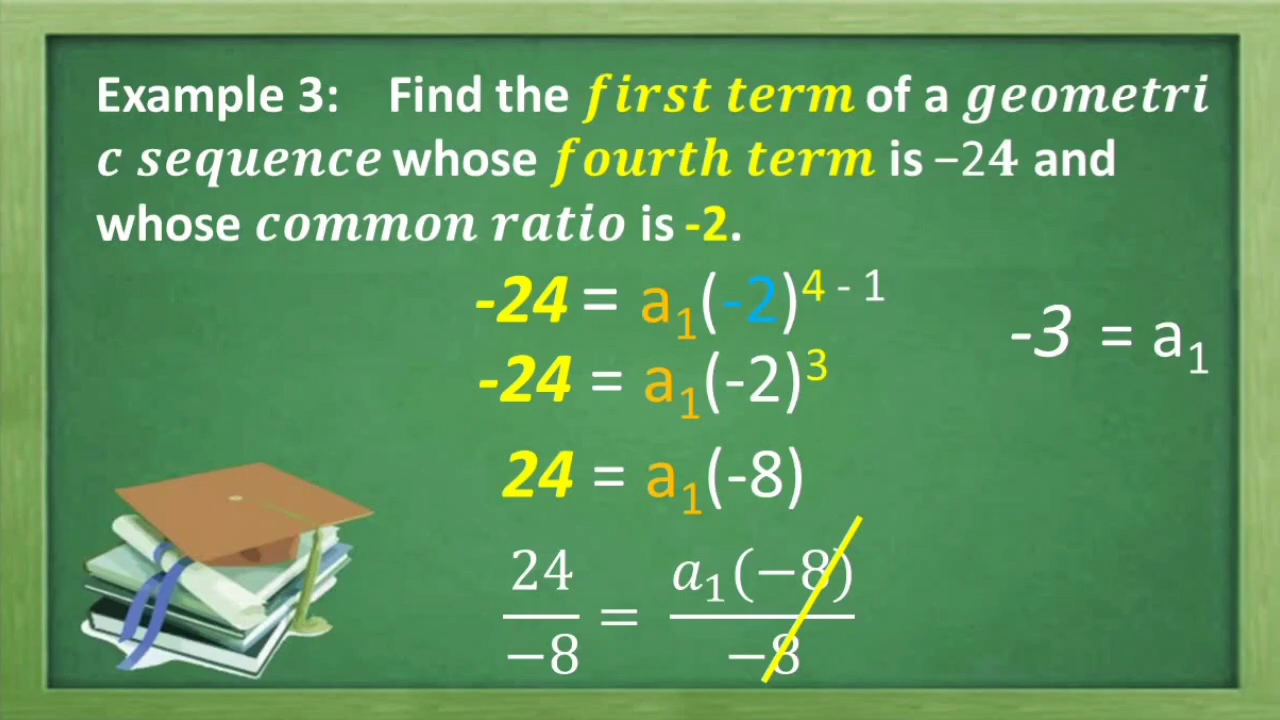 Example 3: Find the first term of a geometri
c sequence whose fourth term is −24 and
whose common ratio is -2.
-24 = a₁(-2)⁴ ⁻ ¹
-3 = a₁
-24 = a₁(-2)³
24 = a₁(-8)
24/−8 = a₁(−8)/−8